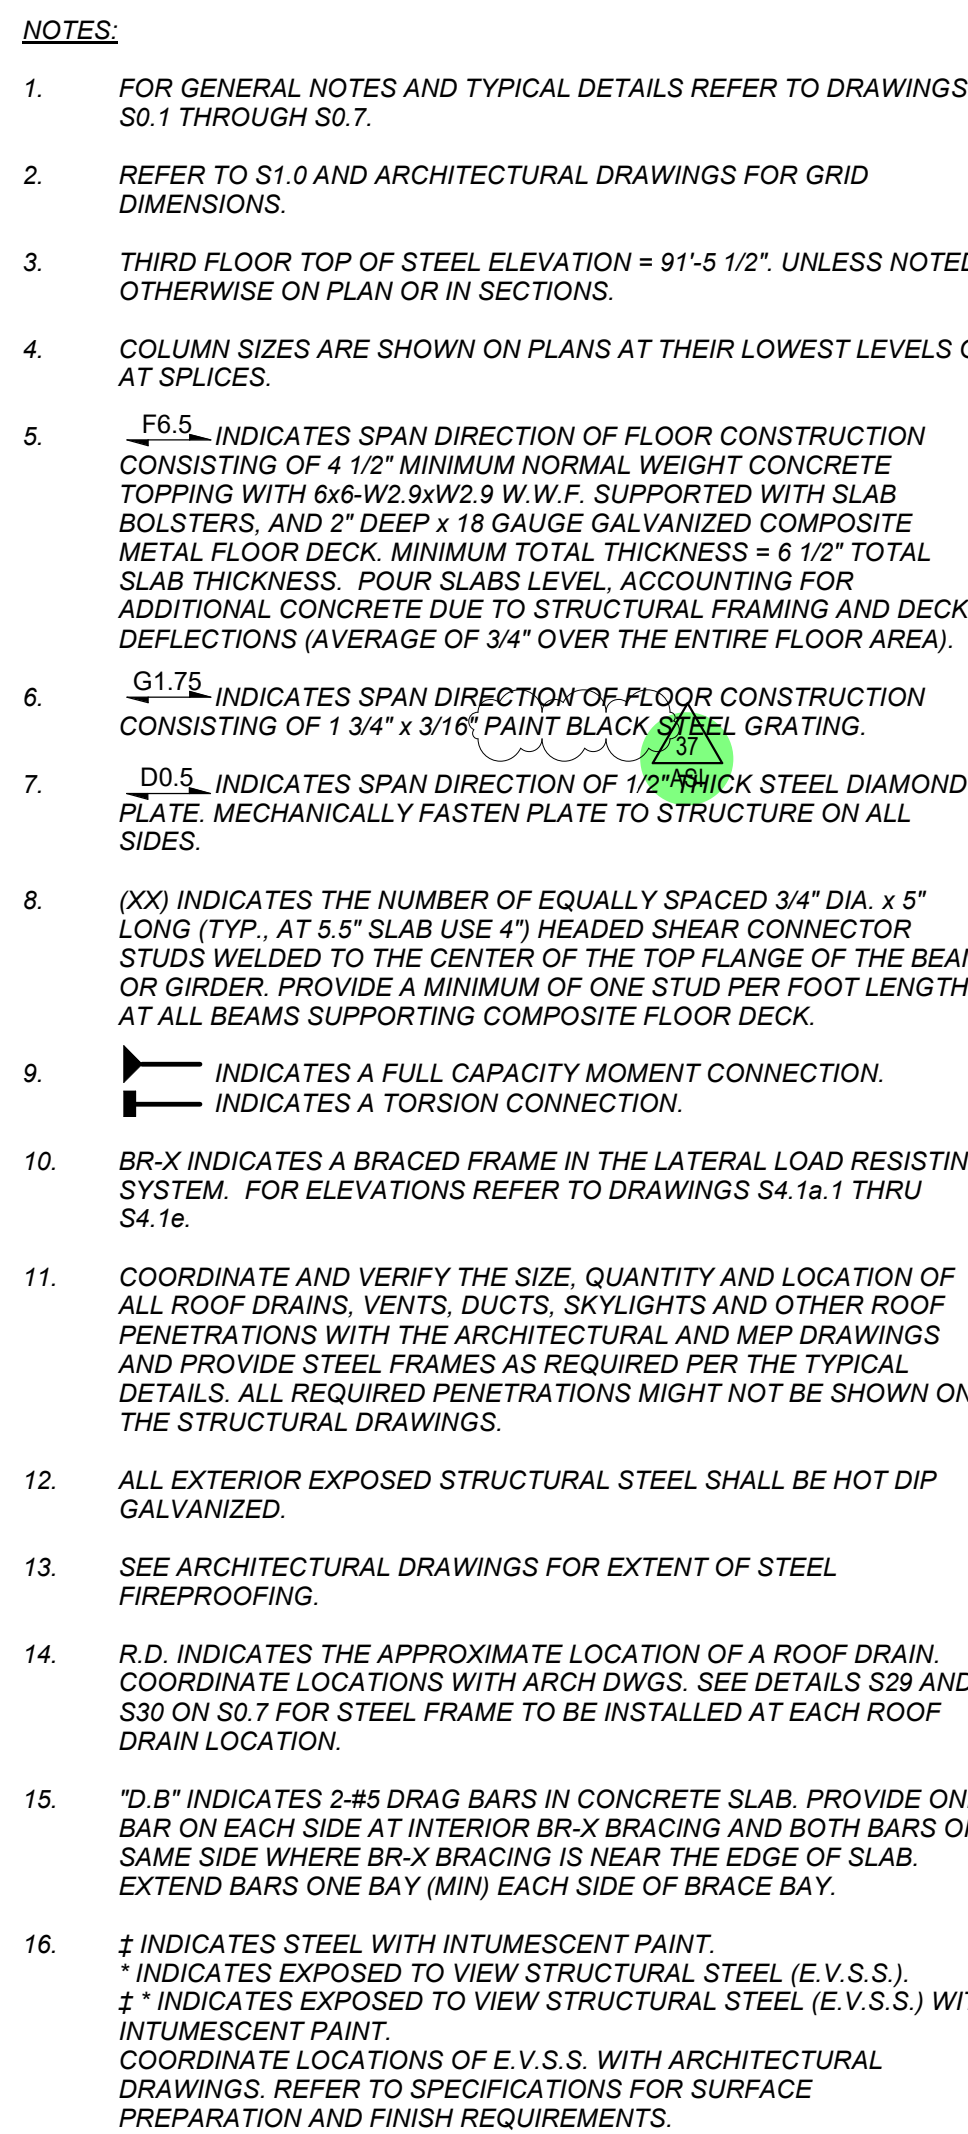 NOTES:
1. FOR GENERAL NOTES AND TYPICAL DETAILS REFER TO DRAWINGS
S0.1 THROUGH S0.7.
2. REFER TO S1.0 AND ARCHITECTURAL DRAWINGS FOR GRID
DIMENSIONS.
3. THIRD FLOOR TOP OF STEEL ELEVATION = 91'-5 1/2". UNLESS NOTED
OTHERWISE ON PLAN OR IN SECTIONS.
4. COLUMN SIZES ARE SHOWN ON PLANS AT THEIR LOWEST LEVELS
AT SPLICES.
5. F6.5 INDICATES SPAN DIRECTION OF FLOOR CONSTRUCTION
CONSISTING OF 4 1/2" MINIMUM NORMAL WEIGHT CONCRETE
TOPPING WITH 6x6-W2.9xW2.9 W.W.F. SUPPORTED WITH SLAB
BOLSTERS, AND 2" DEEP x 18 GAUGE GALVANIZED COMPOSITE
METAL FLOOR DECK. MINIMUM TOTAL THICKNESS = 6 1/2" TOTAL
SLAB THICKNESS. POUR SLABS LEVEL, ACCOUNTING FOR
ADDITIONAL CONCRETE DUE TO STRUCTURAL FRAMING AND DECK
DEFLECTIONS (AVERAGE OF 3/4" OVER THE ENTIRE FLOOR AREA).
6. G1.75 INDICATES SPAN DIRECTION OF FLOOR CONSTRUCTION
CONSISTING OF 1 3/4" x 3/16" PAINT BLACK STEEL GRATING.
37
ASI
7. D0.5 INDICATES SPAN DIRECTION OF 1/2" THICK STEEL DIAMOND
PLATE. MECHANICALLY FASTEN PLATE TO STRUCTURE ON ALL
SIDES.
8. (XX) INDICATES THE NUMBER OF EQUALLY SPACED 3/4" DIA. x 5"
LONG (TYP., AT 5.5" SLAB USE 4") HEADED SHEAR CONNECTOR
STUDS WELDED TO THE CENTER OF THE TOP FLANGE OF THE
OR GIRDER. PROVIDE A MINIMUM OF ONE STUD PER FOOT LENGTH
AT ALL BEAMS SUPPORTING COMPOSITE FLOOR DECK.
9. INDICATES A FULL CAPACITY MOMENT CONNECTION.
INDICATES A TORSION CONNECTION.
10. BR-X INDICATES A BRACED FRAME IN THE LATERAL LOAD RESISTIN
SYSTEM. FOR ELEVATIONS REFER TO DRAWINGS S4.1a.1 THRU
S4.1e.
11. COORDINATE AND VERIFY THE SIZE, QUANTITY AND LOCATION OF
ALL ROOF DRAINS, VENTS, DUCTS, SKYLIGHTS AND OTHER ROOF
PENETRATIONS WITH THE ARCHITECTURAL AND MEP DRAWINGS
AND PROVIDE STEEL FRAMES AS REQUIRED PER THE TYPICAL
DETAILS. ALL REQUIRED PENETRATIONS MIGHT NOT BE SHOWN ON
THE STRUCTURAL DRAWINGS.
12. ALL EXTERIOR EXPOSED STRUCTURAL STEEL SHALL BE HOT DIP
GALVANIZED.
13. SEE ARCHITECTURAL DRAWINGS FOR EXTENT OF STEEL
FIREPROOFING.
14. R.D. INDICATES THE APPROXIMATE LOCATION OF A ROOF DRAIN.
COORDINATE LOCATIONS WITH ARCH DWGS. SEE DETAILS S29 AND
S30 ON S0.7 FOR STEEL FRAME TO BE INSTALLED AT EACH ROOF
DRAIN LOCATION.
15. "D.B" INDICATES 2-#5 DRAG BARS IN CONCRETE SLAB. PROVIDE
BAR ON EACH SIDE AT INTERIOR BR-X BRACING AND BOTH BARS
SAME SIDE WHERE BR-X BRACING IS NEAR THE EDGE OF SLAB.
EXTEND BARS ONE BAY (MIN) EACH SIDE OF BRACE BAY.
16. ‡ INDICATES STEEL WITH INTUMESCENT PAINT.
* INDICATES EXPOSED TO VIEW STRUCTURAL STEEL (E.V.S.S.).
‡ * INDICATES EXPOSED TO VIEW STRUCTURAL STEEL (E.V.S.S.)
INTUMESCENT PAINT.
COORDINATE LOCATIONS OF E.V.S.S. WITH ARCHITECTURAL
DRAWINGS. REFER TO SPECIFICATIONS FOR SURFACE
PREPARATION AND FINISH REQUIREMENTS.